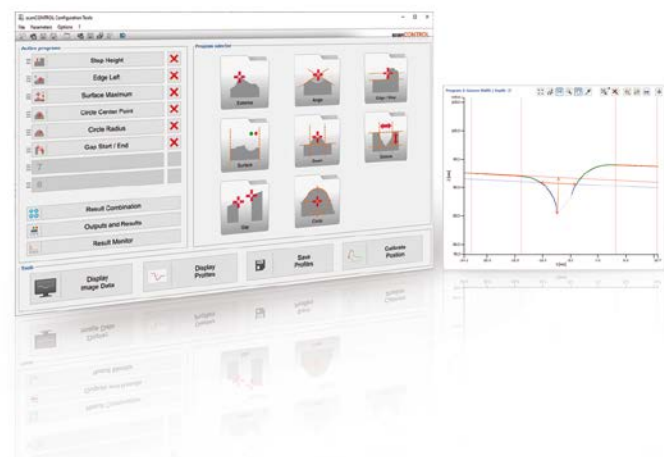 scanCONTROL Configuration Tools
File Parameters Options ?
scanCONTROL
Active programs
Step Height
Edge Left
Surface Maximum
Circle Center Point
Circle Radius
Gap Start / End
7
8
Result Combination
Outputs and Results
Result Monitor
Program selection
Extrema
Angle
Edge / Step
Surface
Seam
Groove
Gap
Circle
Tools
Display
Image Data
Display
Profiles
Save
Profiles
Calibrate
Position